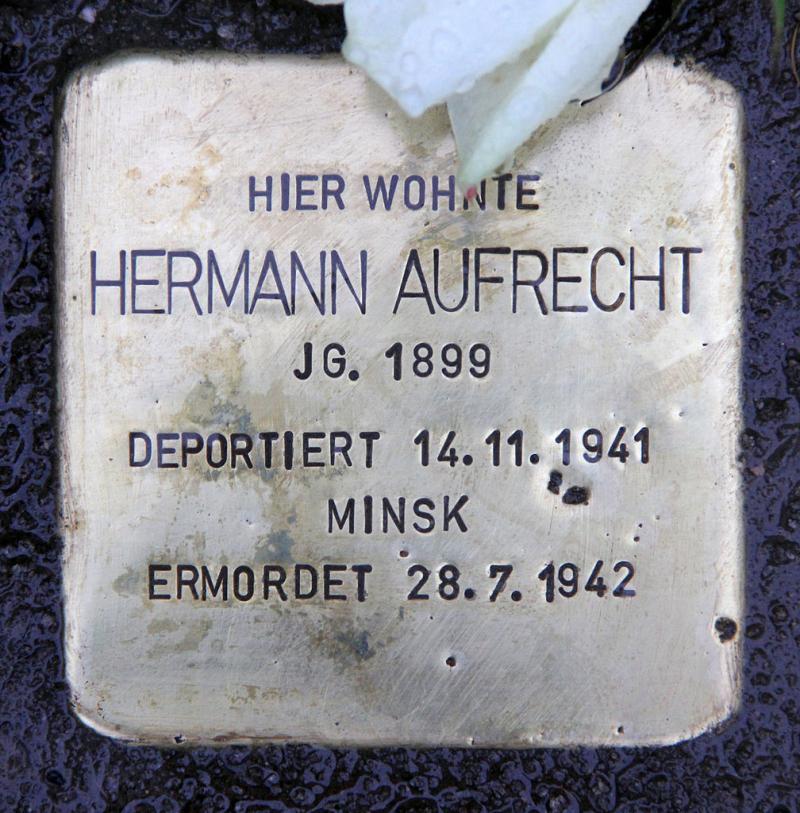 HIER WOHNTE
HERMANN AUFRECHT
JG. 1899
DEPORTIERT 14.11.1941
MINSK
ERMORDET 28.7.1942